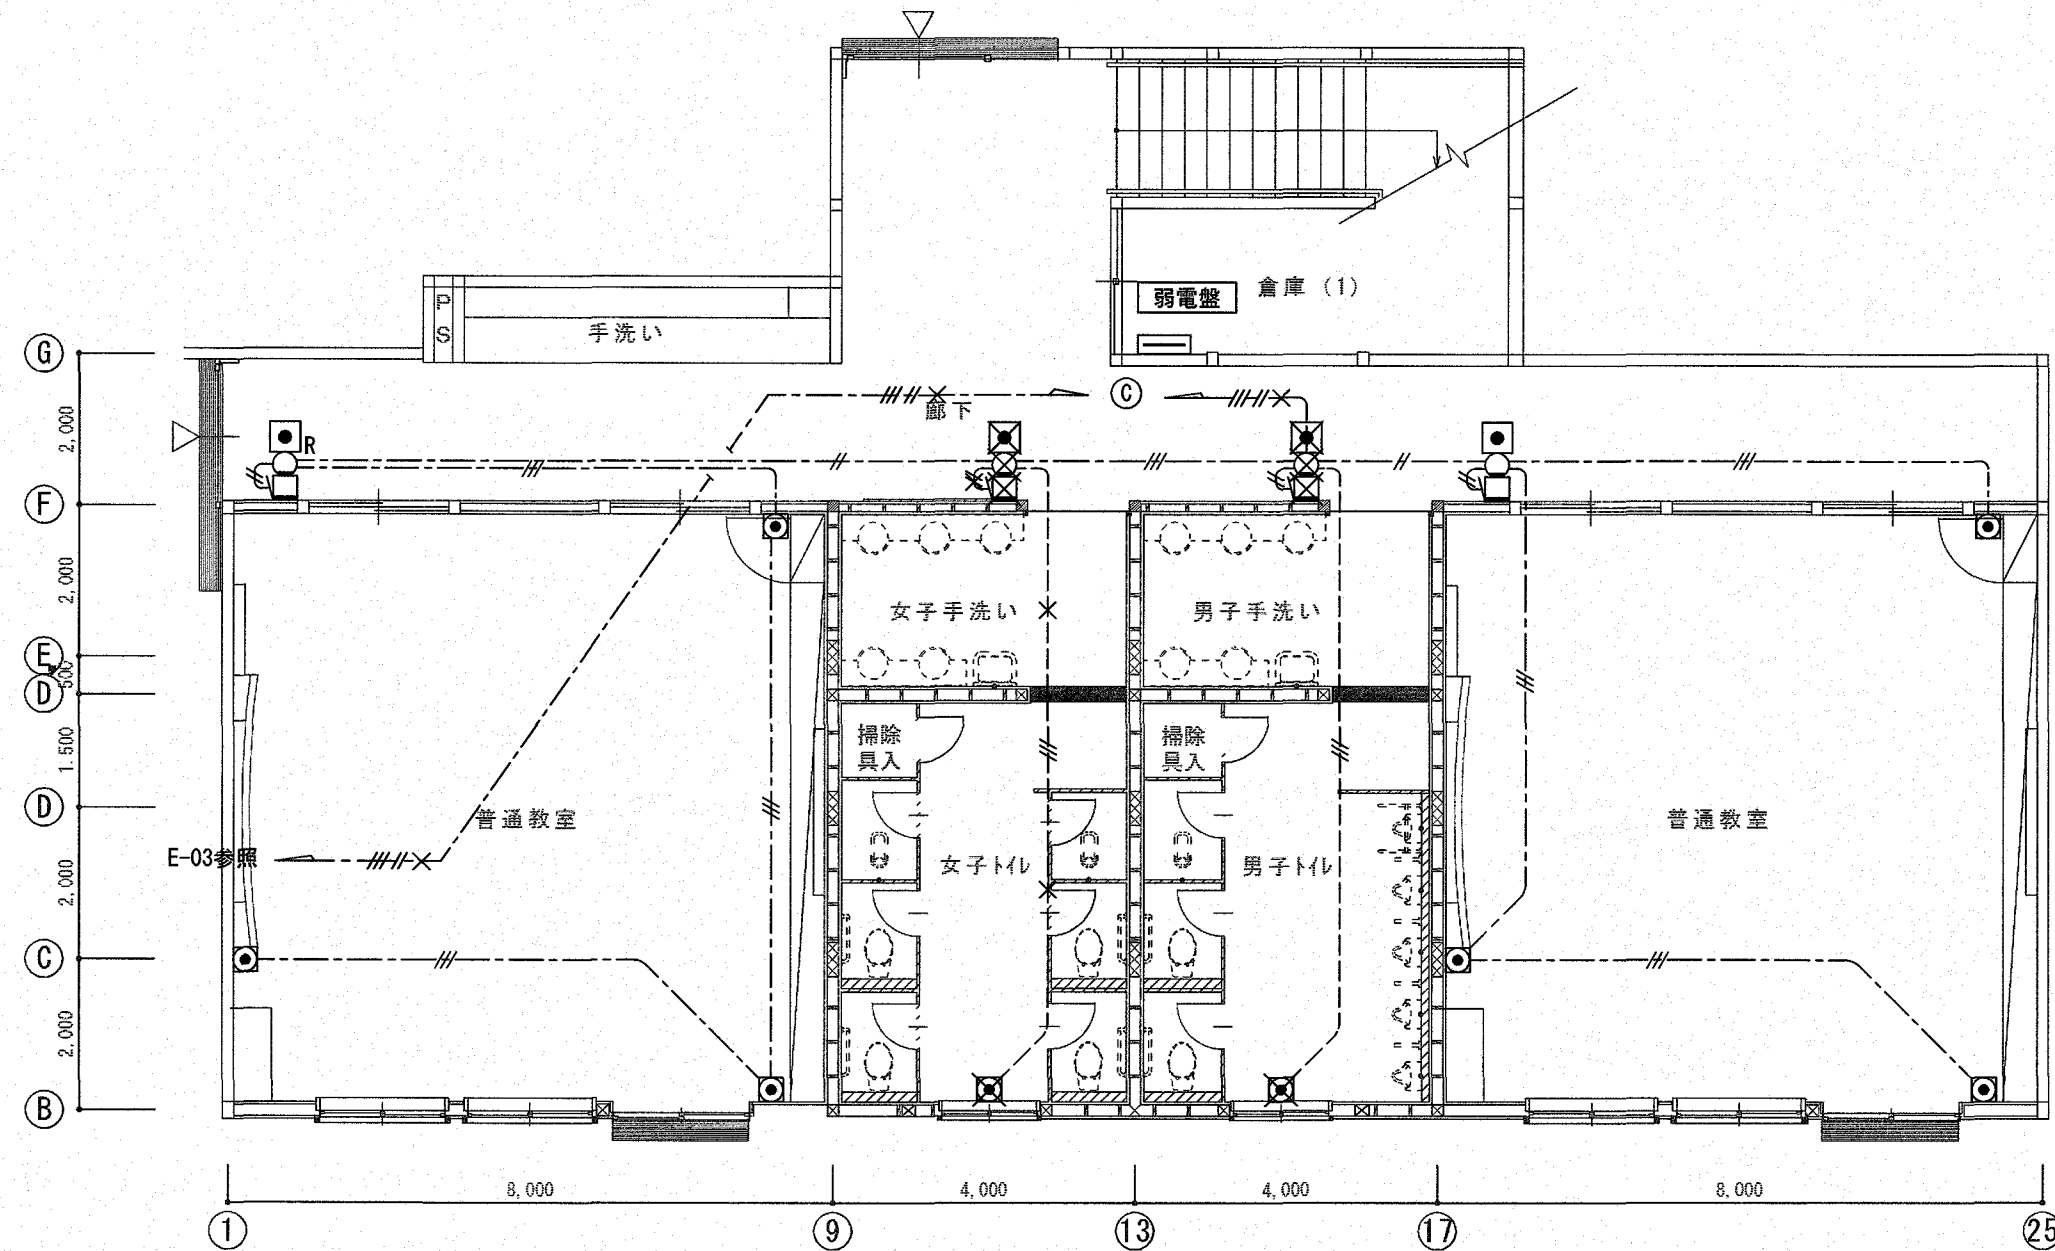 倉庫 (1)
弱電盤
P
S
手洗い
G
C
廊下
2,000
R
F
2,000
女子手洗い
男子手洗い
E
500
D
掃除
具入
掃除
具入
1.500
D
普通教室
普通教室
E-03参照
女子トイレ
男子トイレ
2.000
C
2,000
B
8,000
4,000
4,000
8,000
1
9
13
17
25